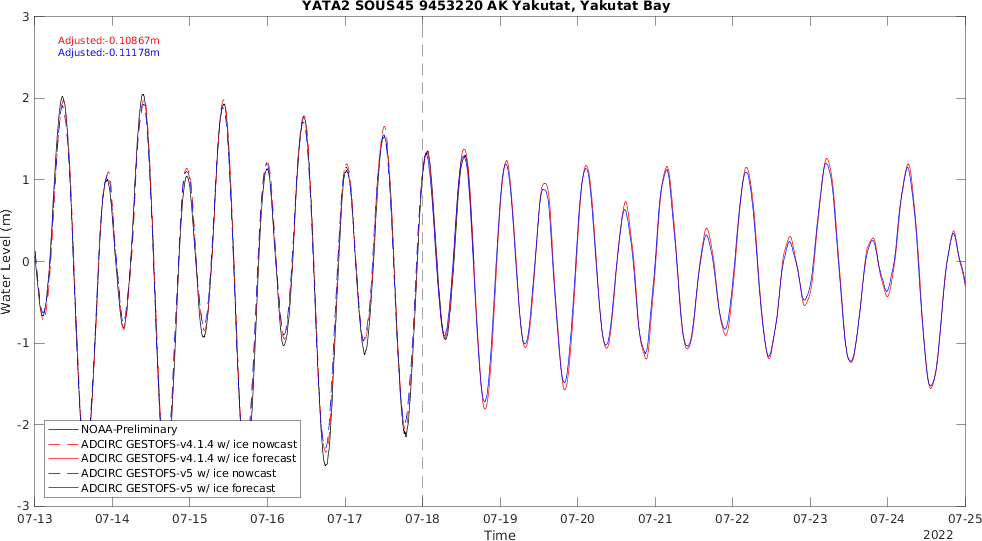 YATA2 SOUS45 9453220 AK Yakutat, Yakutat Bay
Adjusted:-0.10867m
Adjusted:-0.11178m
3
2
1
0
-1
-2
-3
Water Level (m)
NOAA-Preliminary
ADCIRC GESTOFS-v4.1.4 w/ ice nowcast
ADCIRC GESTOFS-v4.1.4 w/ ice forecast
ADCIRC GESTOFS-v5 w/ ice nowcast
ADCIRC GESTOFS-v5 w/ ice forecast
07-13 07-14 07-15 07-16 07-17 07-18 07-19 07-20 07-21 07-22 07-23 07-24 07-25
Time
2022